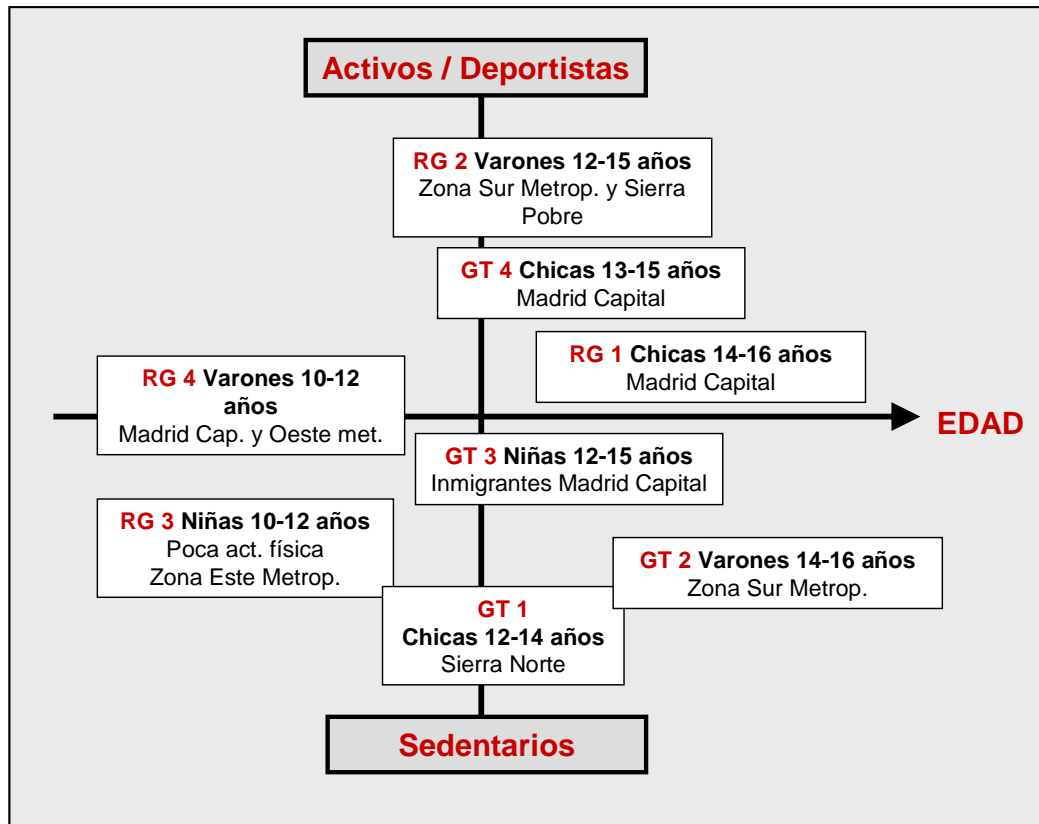 Activos / Deportistas
RG 2 Varones 12-15 años
Zona Sur Metrop. y Sierra
Pobre
GT 4 Chicas 13-15 años
Madrid Capital
RG 1 Chicas 14-16 años
Madrid Capital
RG 4 Varones 10-12
años
Madrid Cap. y Oeste met.
EDAD
GT 3 Niñas 12-15 años
Inmigrantes Madrid Capital
RG 3 Niñas 10-12 años
Poca act. física
Zona Este Metrop.
GT 2 Varones 14-16 años
Zona Sur Metrop.
GT 1
Chicas 12-14 años
Sierra Norte
Sedentarios